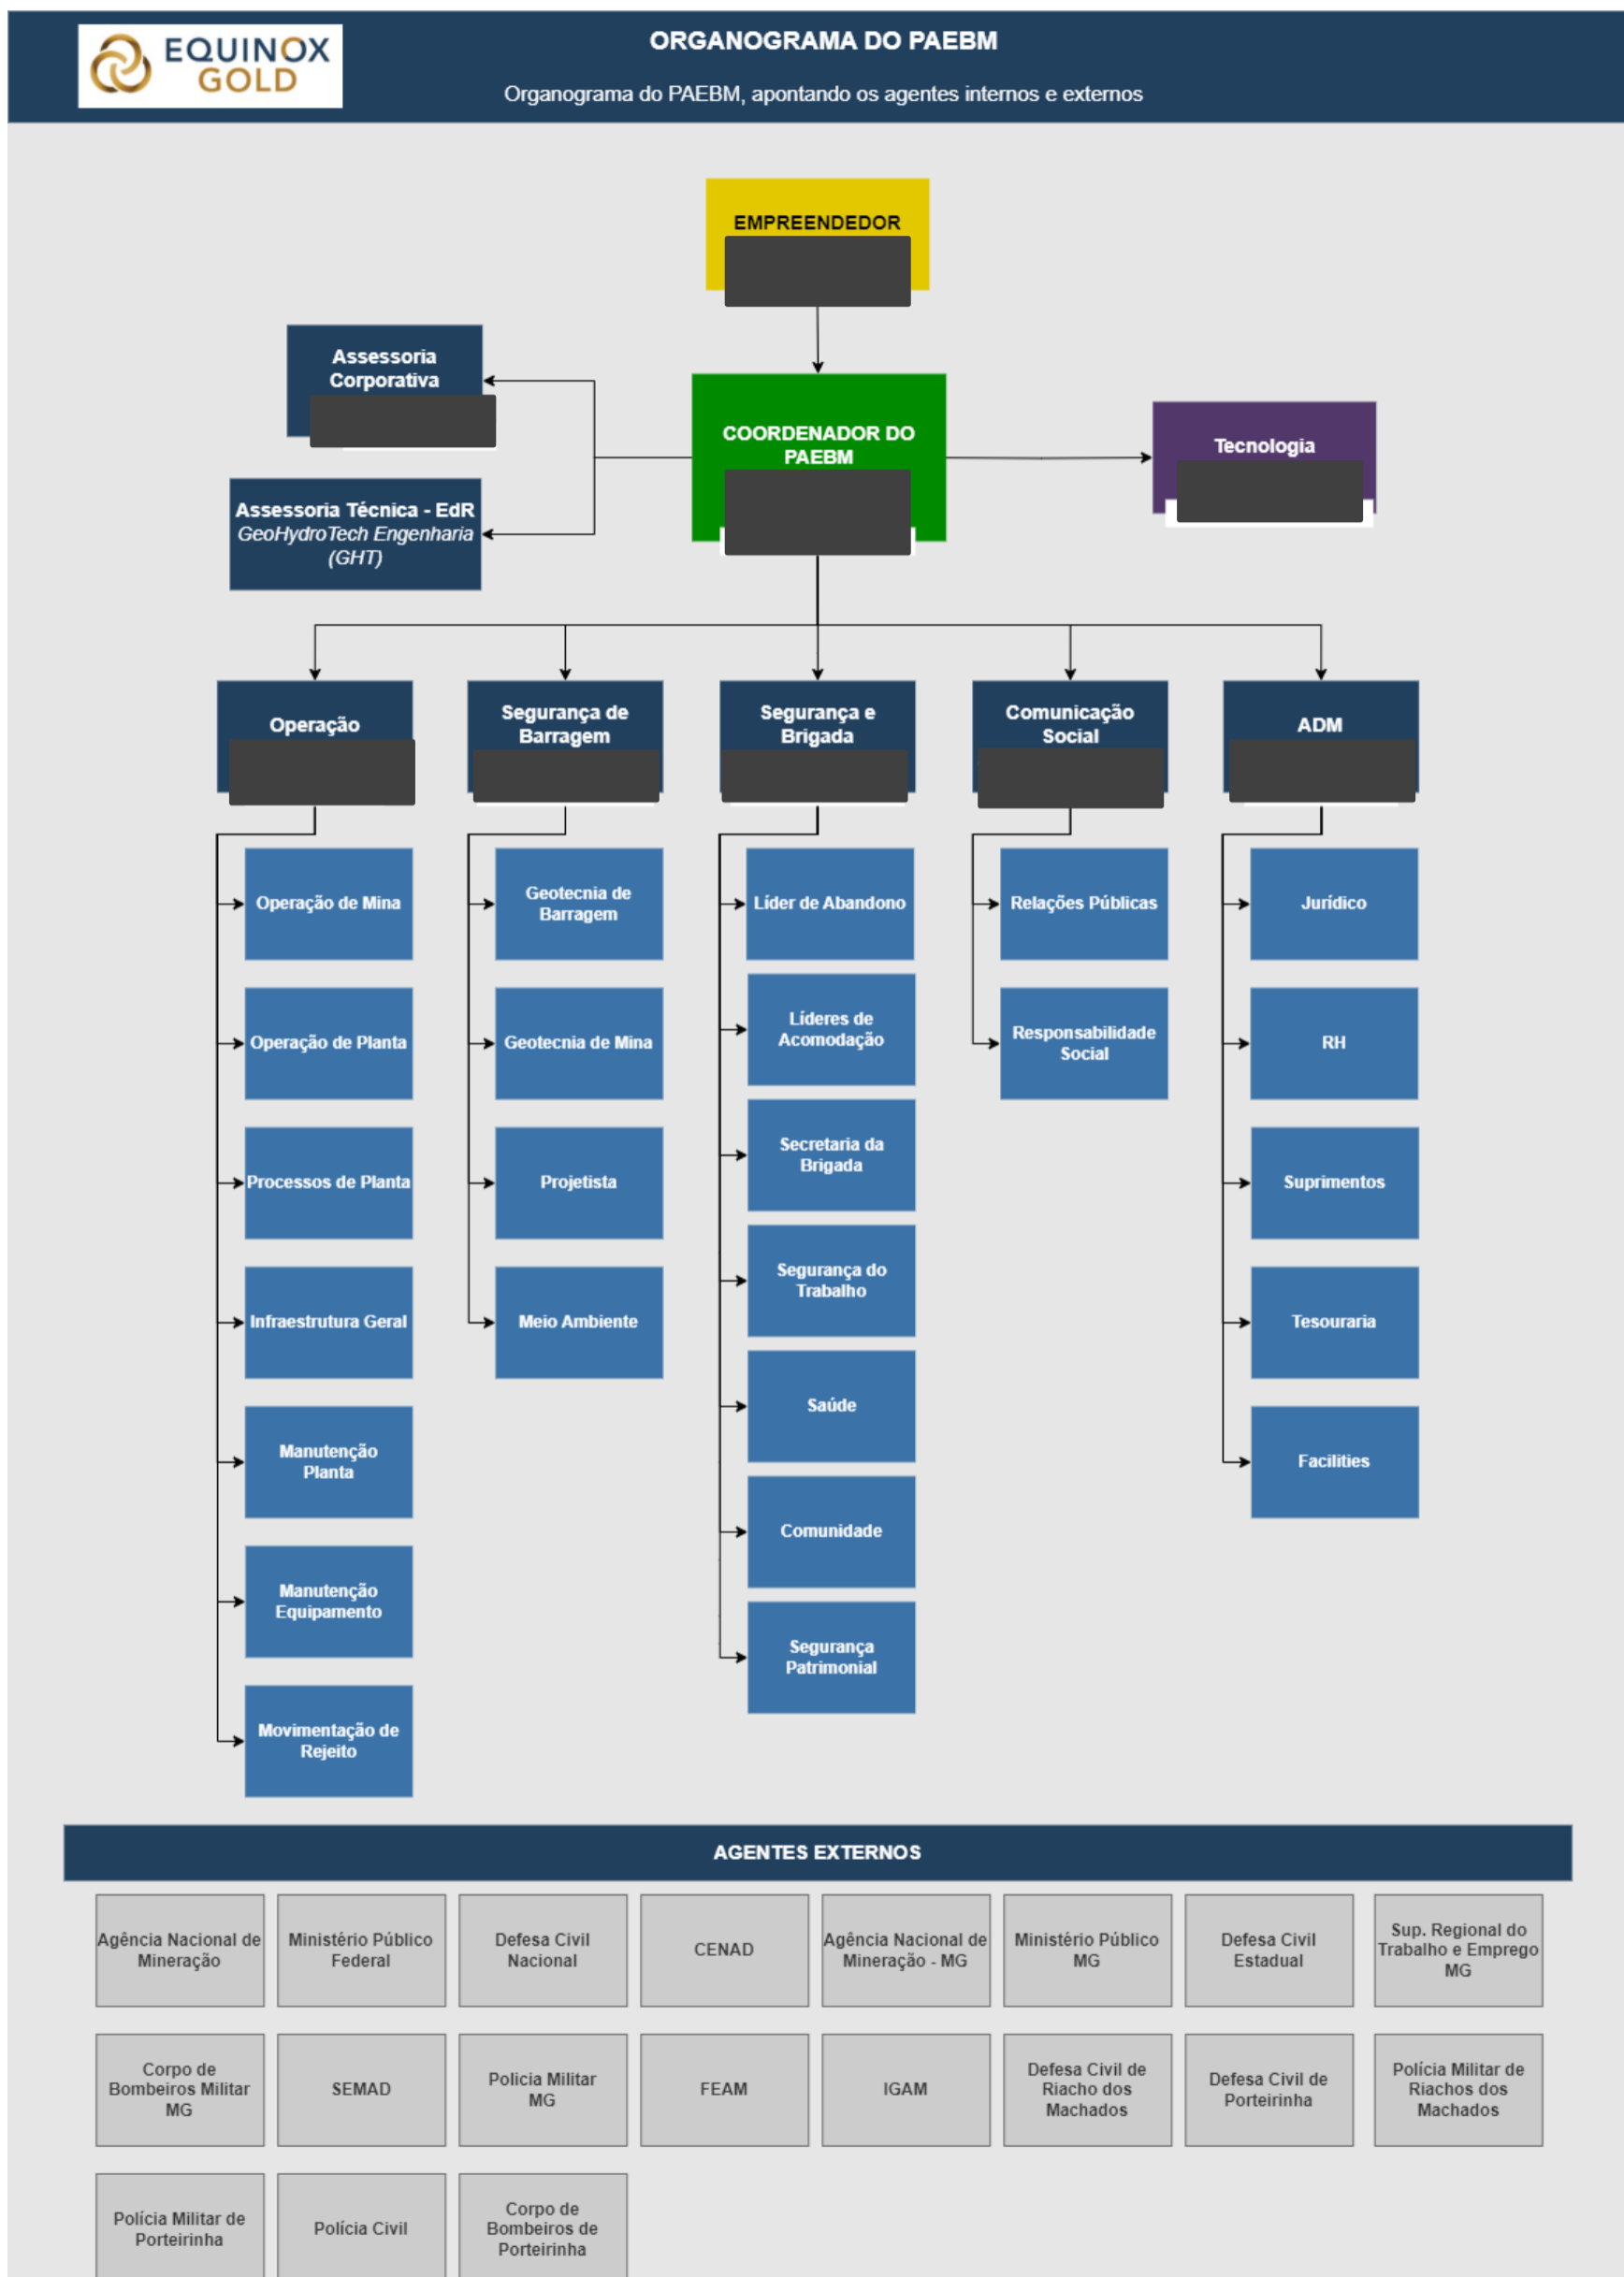 EQUINOX
GOLD
ORGANOGRAMA DO PAEBM
Organograma do PAEBM, apontando os agentes internos e externos
EMPREENDEDOR
Assessoria
Corporativa
COORDENADOR DO
PAEBM
Tecnologia
Assessoria Técnica - EdR
GeoHydroTech Engenharia
(GHT)
Operação
Segurança de
Barragem
Segurança e
Brigada
Comunicação
Social
ADM
Operação de Mina
Operação de Planta
Processos de Planta
Infraestrutura Geral
Manutenção
Planta
Manutenção
Equipamento
Movimentação de
Rejeito
Geotecnia de
Barragem
Geotecnia de Mina
Projetista
Meio Ambiente
Líder de Abandono
Líderes de
Acomodação
Secretaria da
Brigada
Segurança do
Trabalho
Saúde
Comunidade
Segurança
Patrimonial
Relações Públicas
Responsabilidade
Social
Jurídico
RH
Suprimentos
Tesouraria
Facilities
AGENTES EXTERNOS
Agência Nacional de
Mineração
Ministério Público
Federal
Defesa Civil
Nacional
CENAD
Agência Nacional de
Mineração - MG
Ministério Público
MG
Defesa Civil
Estadual
Sup. Regional do
Trabalho e Emprego
MG
Corpo de
Bombeiros Militar
MG
SEMAD
Policia Militar
MG
FEAM
IGAM
Defesa Civil de
Riacho dos
Machados
Defesa Civil de
Porteirinha
Polícia Militar de
Riachos dos
Machados
Polícia Militar de
Porteirinha
Polícia Civil
Corpo de
Bombeiros de
Porteirinha